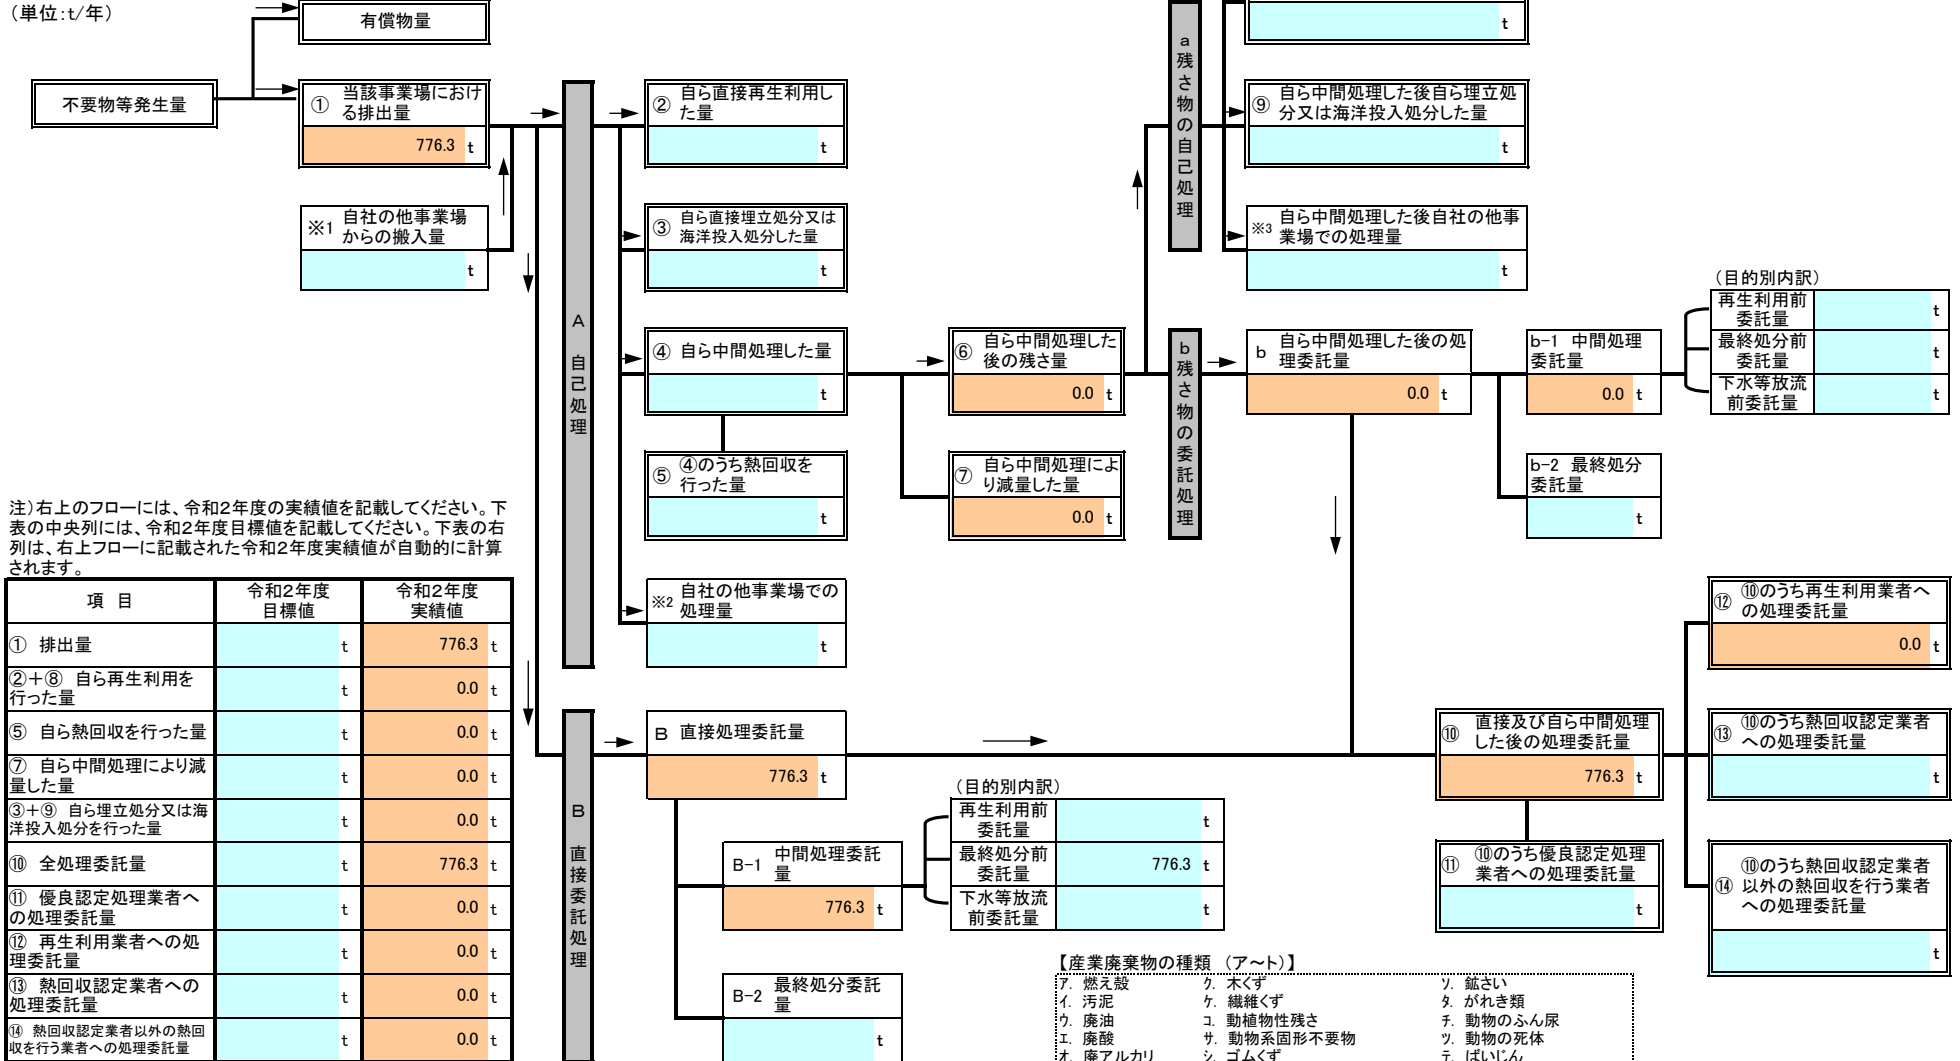 (単位:t/年)
有償物量
不要物等発生量
① 当該事業場におけ
る排出量
776.3 t
※1 自社の他事業場
からの搬入量
t
A 自己処理
② 自ら直接再生利用し
た量
t
③ 自ら直接埋立処分又は
海洋投入処分した量
t
④ 自ら中間処理した量
t
⑤ ④のうち熱回収を
行った量
t
※2 自社の他事業場での
処理量
t
⑥ 自ら中間処理した
後の残さ量
0.0 t
⑦ 自ら中間処理によ
り減量した量
0.0 t
a残さ物の自己処理
t
⑨ 自ら中間処理した後自ら埋立処
分又は海洋投入処分した量
t
※3 自ら中間処理した後自社の他事
業場での処理量
t
b残さ物の委託処理
b 自ら中間処理した後の処
理委託量
0.0 t
b-1 中間処理
委託量
0.0 t
b-2 最終処分
委託量
t
(目的別内訳)
再生利用前
委託量 t
最終処分前
委託量 t
下水等放流
前委託量 t
注)右上のフローには、令和2年度の実績値を記載してください。下
表の中央列には、令和2年度目標値を記載してください。下表の右
列は、右上フローに記載された令和2年度実績値が自動的に計算
されます。
項 目 令和2年度 令和2年度
目標値 実績値
① 排出量 t 776.3 t
②+⑧ 自ら再生利用を
行った量 t 0.0 t
⑤ 自ら熱回収を行った量 t 0.0 t
⑦ 自ら中間処理により減
量した量 t 0.0 t
③+⑨ 自ら埋立処分又は海
洋投入処分を行った量 t 0.0 t
⑩ 全処理委託量 t 776.3 t
⑪ 優良認定処理業者へ
の処理委託量 t 0.0 t
⑫ 再生利用業者への処
理委託量 t 0.0 t
⑬ 熱回収認定業者への
処理委託量 t 0.0 t
⑭ 熱回収認定業者以外の熱回
収を行う業者への処理委託量 t 0.0 t
B 直接委託処理
B 直接処理委託量
776.3 t
B-1 中間処理委託
量
776.3 t
B-2 最終処分委託
量
t
(目的別内訳)
再生利用前
委託量 t
最終処分前
委託量 776.3 t
下水等放流
前委託量 t
⑩ 直接及び自ら中間処理
した後の処理委託量
776.3 t
⑪ ⑩のうち優良認定処理
業者への処理委託量
t
⑫ ⑩のうち再生利用業者へ
の処理委託量
0.0 t
⑬ ⑩のうち熱回収認定業者
への処理委託量
t
⑭ ⑩のうち熱回収認定業者
以外の熱回収を行う業者
への処理委託量
t
【産業廃棄物の種類 (ア~ト)】
ア. 燃え殻 ク. 木くず ソ. 鉱さい
イ. 汚泥 ケ. 繊維くず タ. がれき類
ウ. 廃油 コ. 動植物性残さ チ. 動物のふん尿
エ. 廃酸 サ. 動物系固形不要物 ツ. 動物の死体
オ. 廃アルカリ シ. ゴムくず テ. ばいじん